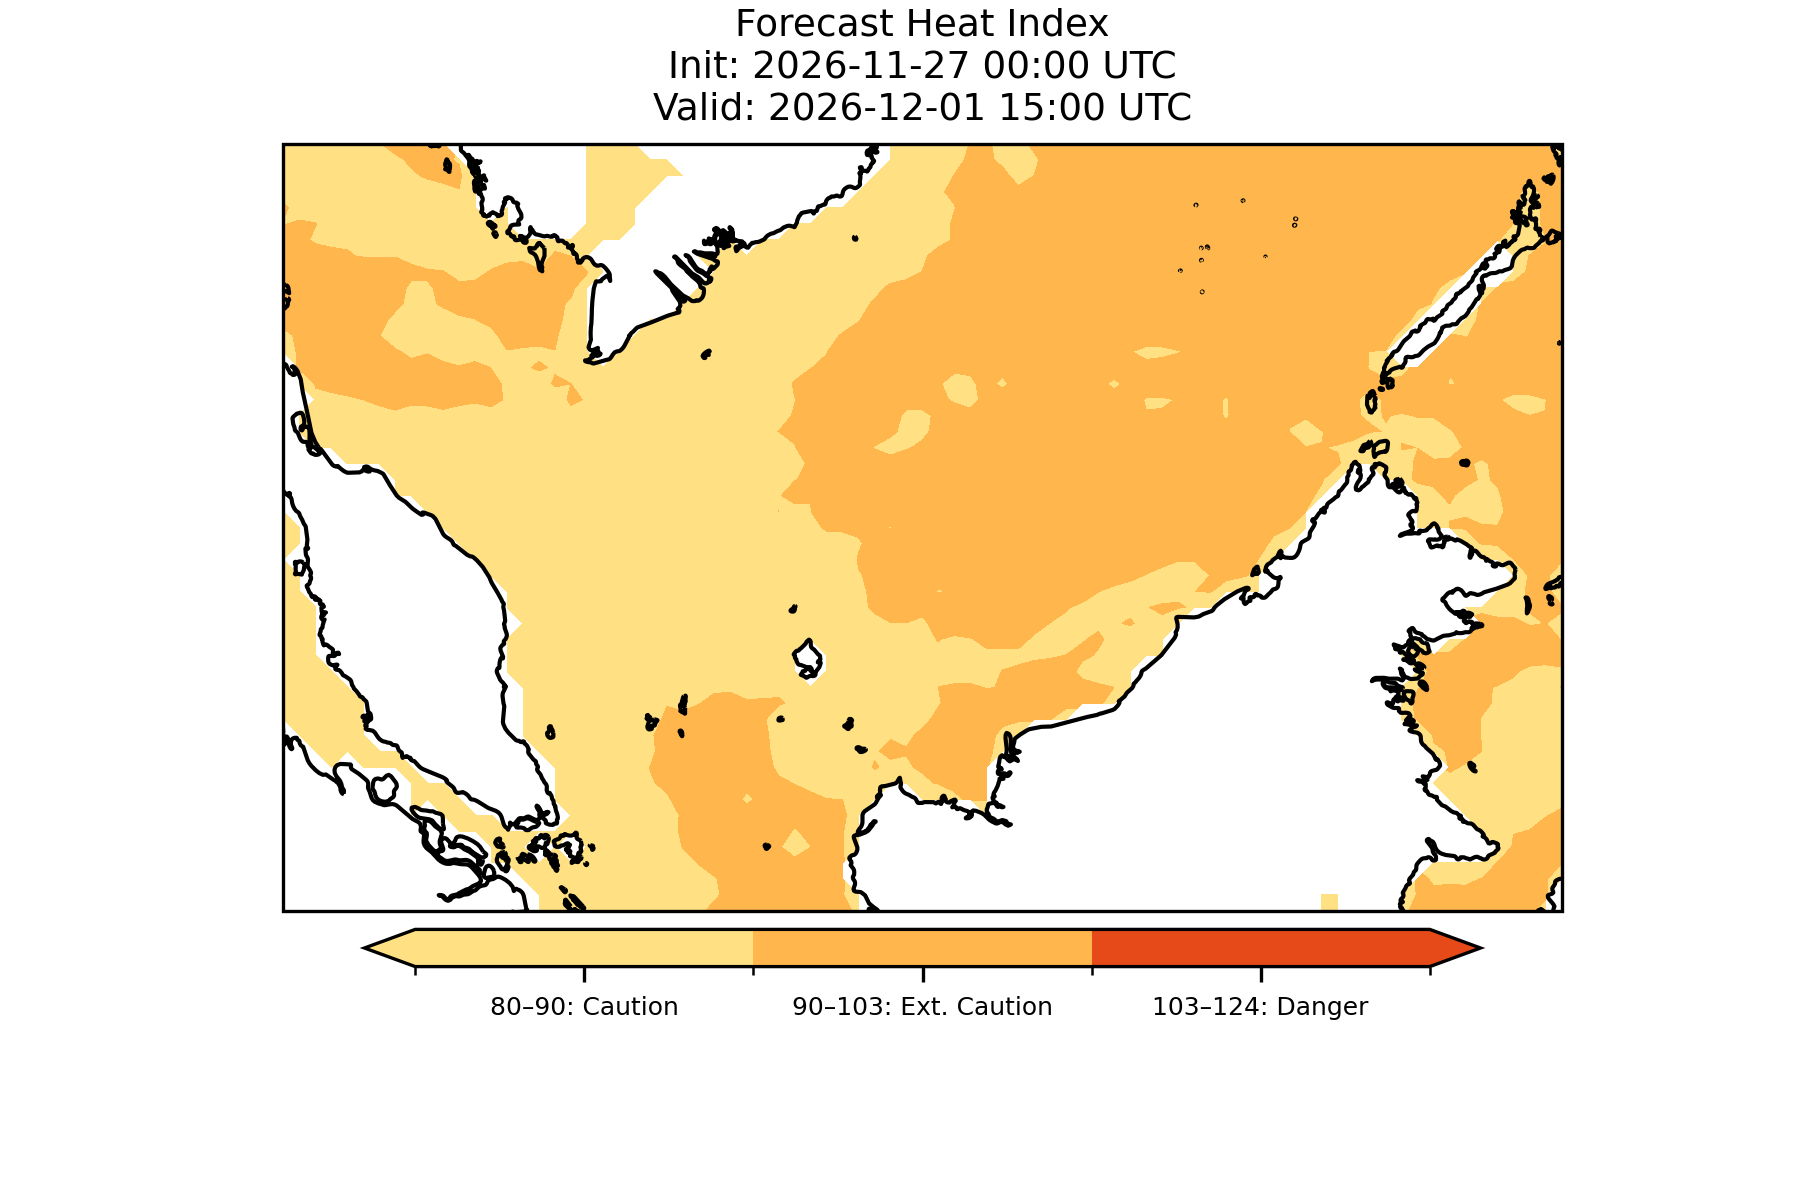 Forecast Heat Index
Init: 2026-11-27 00:00 UTC
Valid: 2026-12-01 15:00 UTC
80–90: Caution
90–103: Ext. Caution
103–124: Danger